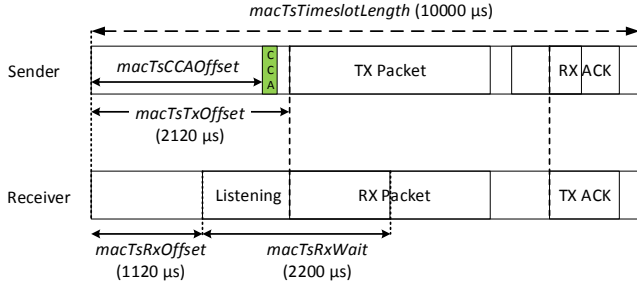 macTsTimeslotLength (10000 µs)
Sender
macTsCCAOffset
C
C
A
TX Packet
RX ACK
macTsTxOffset
(2120 µs)
Receiver
Listening
RX Packet
TX ACK
macTsRxOffset
(1120 µs)
macTsRxWait
(2200 µs)